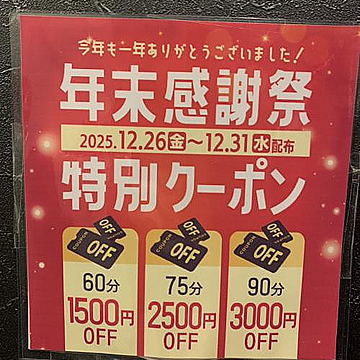 今年も一年ありがとうございました!
年末感謝祭
2025.12.26金〜12.31水配布
特別クーポン
COUPON OFF COUPON OFF COUPON OFF
60分 75分 90分
1500円 2500円 3000円
OFF OFF OFF